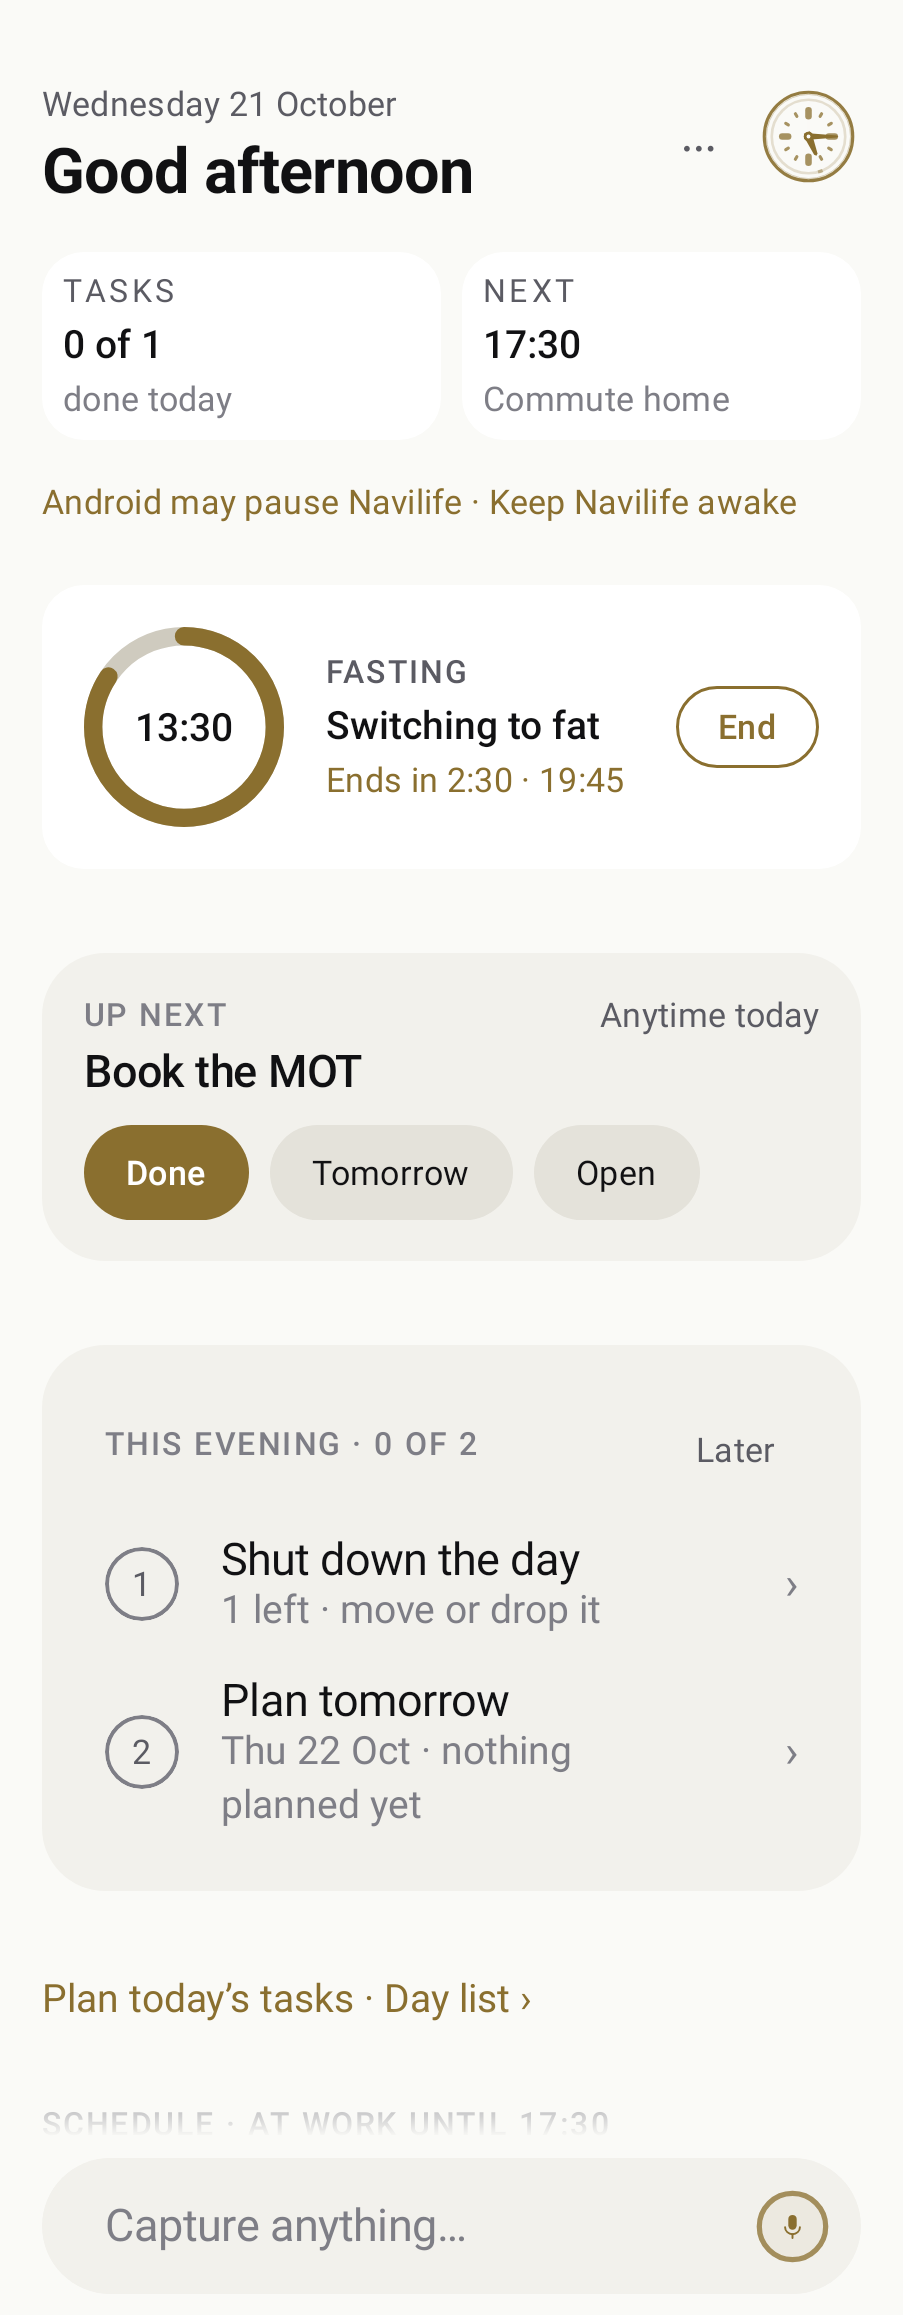 Wednesday 21 October
Good afternoon
...
TASKS
0 of 1
done today
NEXT
17:30
Commute home
Android may pause Navilife · Keep Navilife awake
13:30
FASTING
Switching to fat
Ends in 2:30 · 19:45
End
UP NEXT
Anytime today
Book the MOT
Done
Tomorrow
Open
THIS EVENING · 0 OF 2
Later
1
Shut down the day
1 left · move or drop it
›
2
Plan tomorrow
Thu 22 Oct · nothing
planned yet
›
Plan today’s tasks · Day list ›
SCHEDULE · AT WORK UNTIL 17:30
Capture anything…